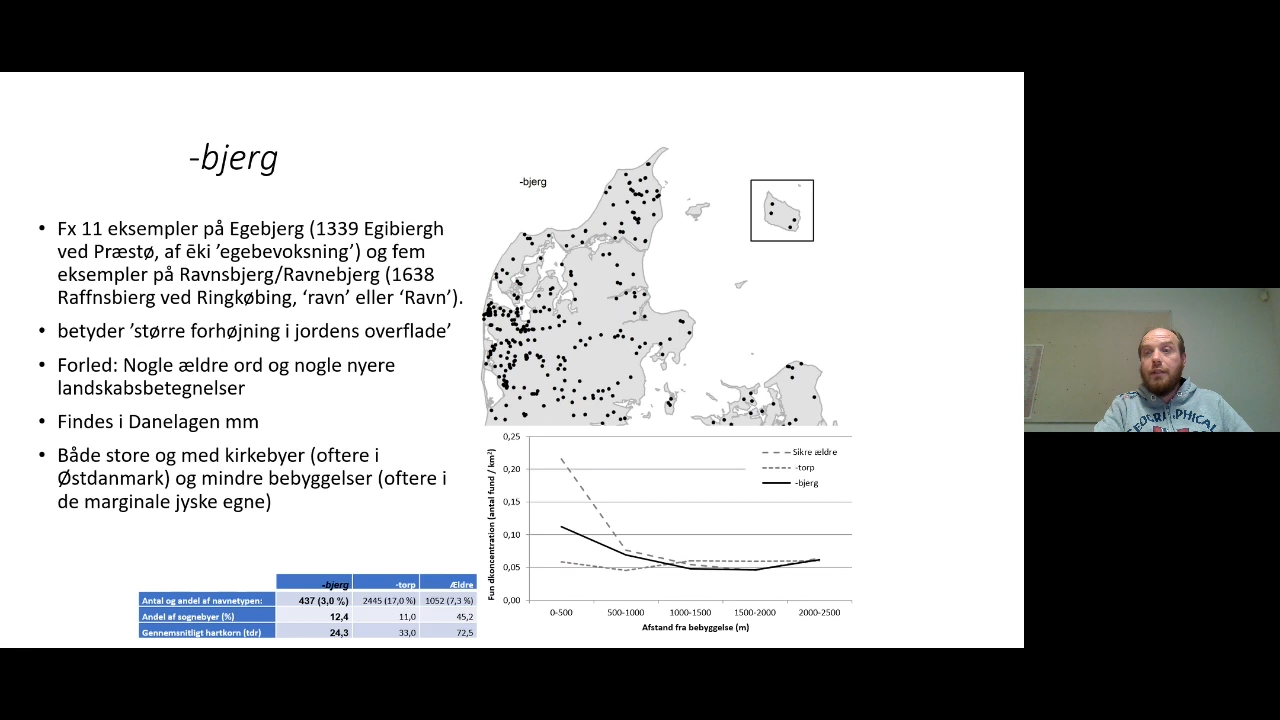 -bjerg
• Fx 11 eksempler på Egebjerg (1339 Egibiergh
ved Præstø, af ēki ’egebevoksning’) og fem
eksempler på Ravnsbjerg/Ravnebjerg (1638
Raffnsbierg ved Ringkøbing, ‘ravn’ eller ‘Ravn’).
• betyder ’større forhøjning i jordens overflade’
• Forled: Nogle ældre ord og nogle nyere
landskabsbetegnelser
• Findes i Danelagen mm
• Både store og med kirkebyer (oftere i
Østdanmark) og mindre bebyggelser (oftere i
de marginale jyske egne)
-bjerg -torp Ældre
Antal og andel af navnetypen: 437 (3,0 %) 2445 (17,0 %) 1052 (7,3 %)
Andel af sognebyer (%) 12,4 11,0 45,2
Gennemsnitligt hartkorn (tdr) 24,3 33,0 72,5
-bjerg
Fun dkoncentration (antal fund / km²)
0,25
0,20
0,15
0,10
0,05
0,00
Sikre ældre
-torp
-bjerg
0-500 500-1000 1000-1500 1500-2000 2000-2500
Afstand fra bebyggelse (m)
GEOGRAPHICAL